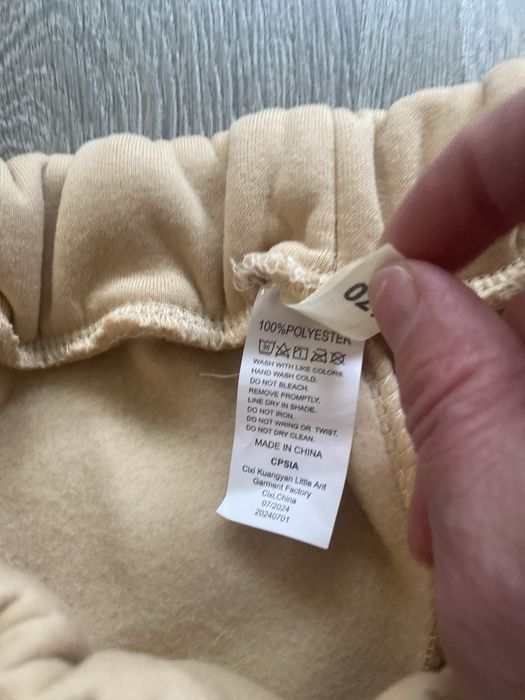 02
100%POLYESTER
30
WASH WITH LIKE COLORS.
HAND WASH COLD.
DO NOT BLEACH.
REMOVE PROMPTLY.
LINE DRY IN SHADE.
DO NOT IRON.
DO NOT WRING OR TWIST.
DO NOT DRY CLEAN.
MADE IN CHINA
CPSIA
Cixi Kuangyan Little Ant
Garment Factory
Cixi,China
07/2024
20240701